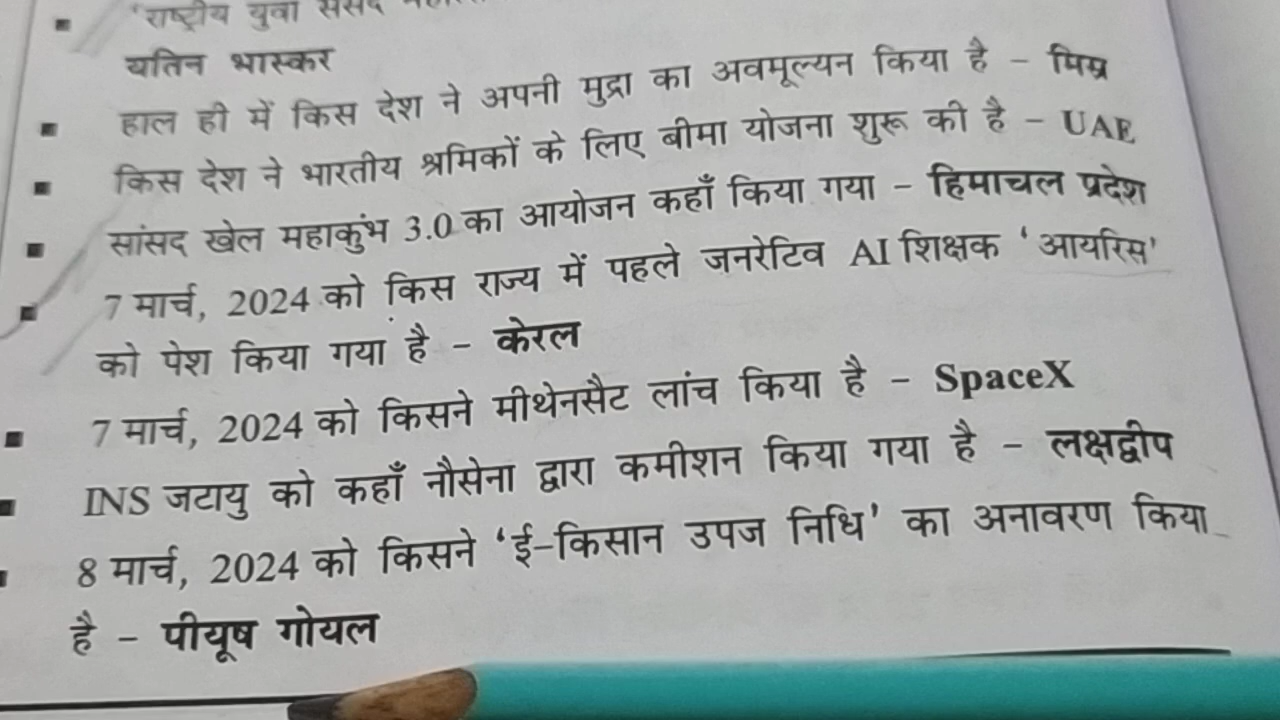 'राष्ट्रीय युवा संसद
यतिन भास्कर
हाल ही में किस देश ने अपनी मुद्रा का अवमूल्यन किया है – मिस्र
किस देश ने भारतीय श्रमिकों के लिए बीमा योजना शुरू की है – UAE
सांसद खेल महाकुंभ 3.0 का आयोजन कहाँ किया गया – हिमाचल प्रदेश
7 मार्च, 2024 को किस राज्य में पहले जनरेटिव AI शिक्षक 'आयरिस'
को पेश किया गया है – केरल
7 मार्च, 2024 को किसने मीथेनसैट लांच किया है – SpaceX
INS जटायु को कहाँ नौसेना द्वारा कमीशन किया गया है – लक्षद्वीप
8 मार्च, 2024 को किसने 'ई-किसान उपज निधि' का अनावरण किया
है – पीयूष गोयल